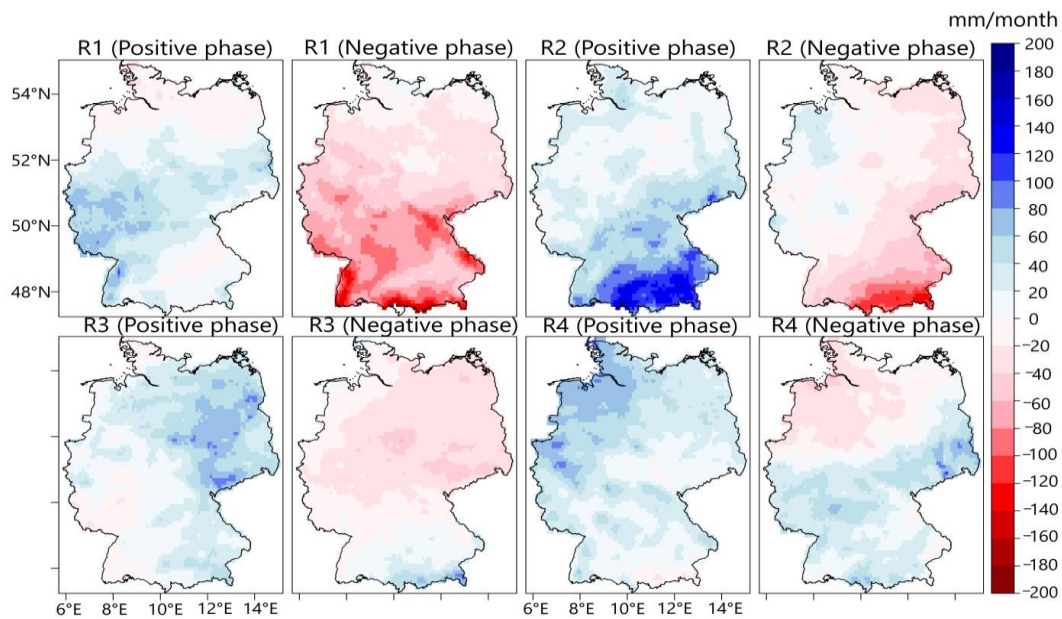 mm/month
R1 (Positive phase) R1 (Negative phase) R2 (Positive phase) R2 (Negative phase)
54°N
52°N
50°N
48°N
R3 (Positive phase) R3 (Negative phase) R4 (Positive phase) R4 (Negative phase)
6°E 8°E 10°E 12°E 14°E 6°E 8°E 10°E 12°E 14°E
200
180
160
140
120
100
80
60
40
20
0
−20
−40
−60
−80
−100
−120
−140
−160
−180
−200